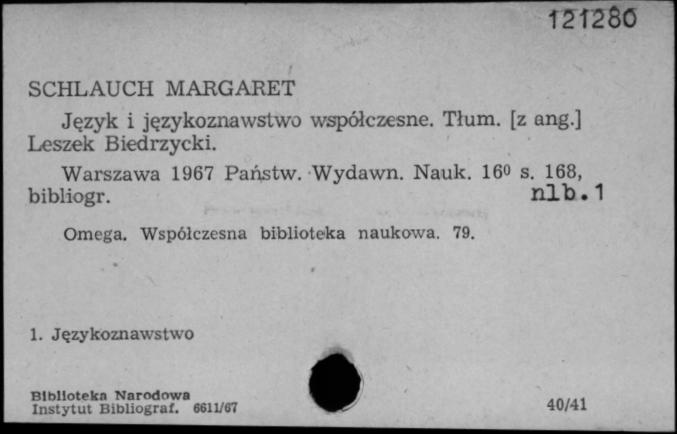 121280
SCHLAUCH MARGARET
Język i językoznawstwo współczesne. Tłum. [z ang.]
Leszek Biedrzycki.
Warszawa 1967 Państw. Wydawn. Nauk. 16⁰ s. 168,
bibliogr. nlb.1
Omega. Współczesna biblioteka naukowa. 79.
1. Językoznawstwo
Biblioteka Narodowa
Instytut Bibliograf. 6611/67 40/41